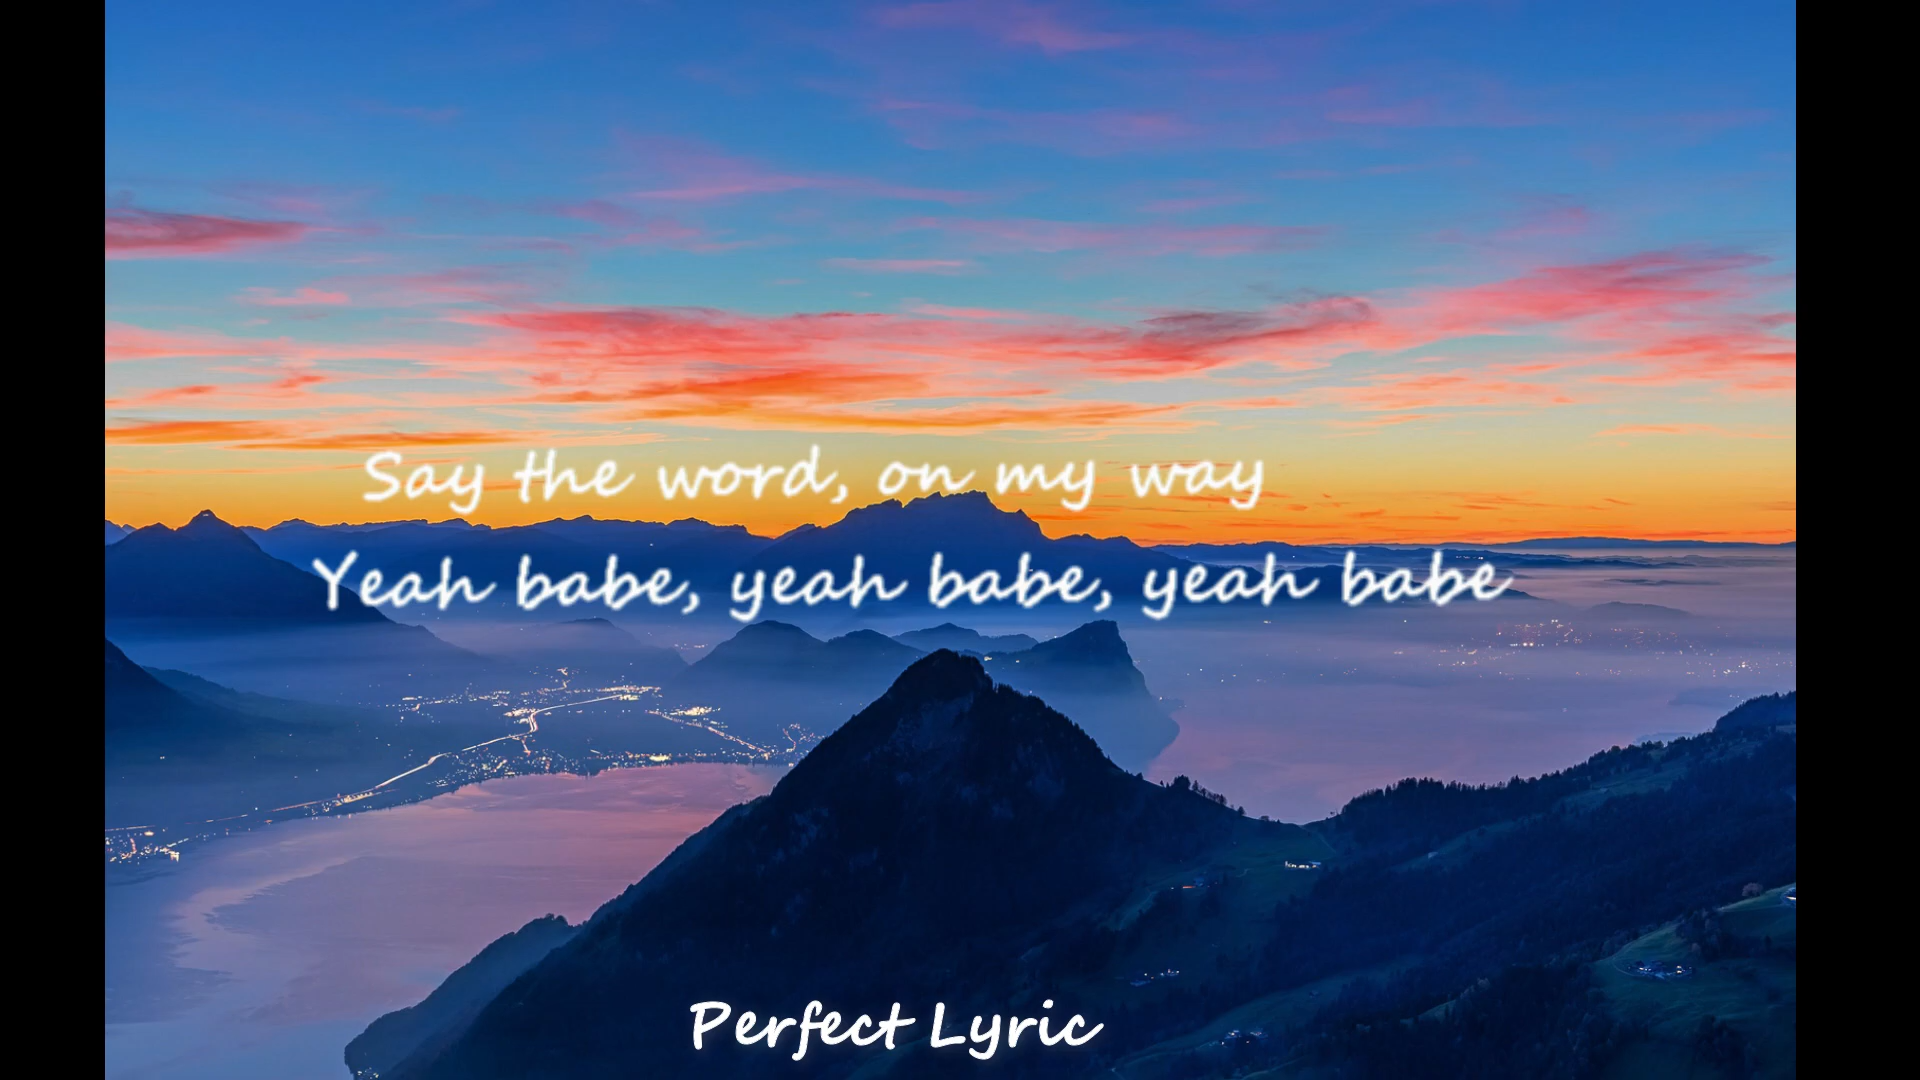 Say the word, on my way
Yeah babe, yeah babe, yeah babe
Perfect Lyric